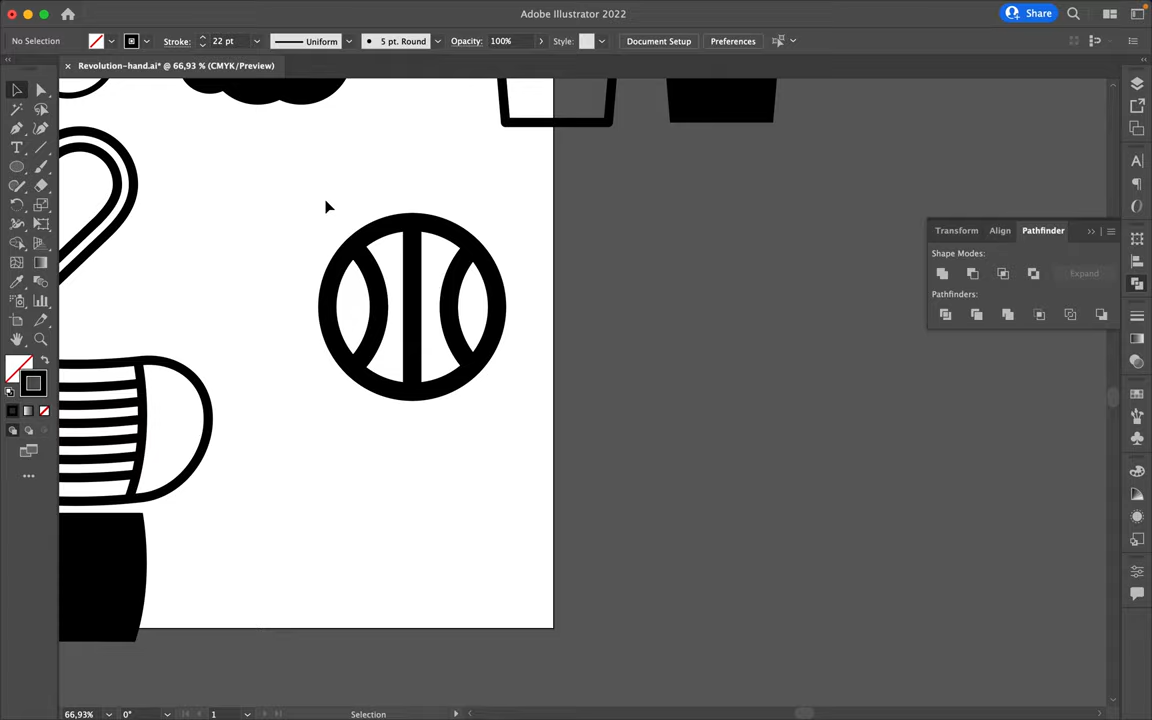 Adobe Illustrator 2022
Share
No Selection
Stroke:
22 pt
Uniform
5 pt. Round
Opacity:
100%
Style:
Document Setup
Preferences
Revolution-hand.ai* @ 66,93 % (CMYK/Preview)
Transform
Align
Pathfinder
Shape Modes:
Expand
Pathfinders:
66,93%
0°
1
Selection